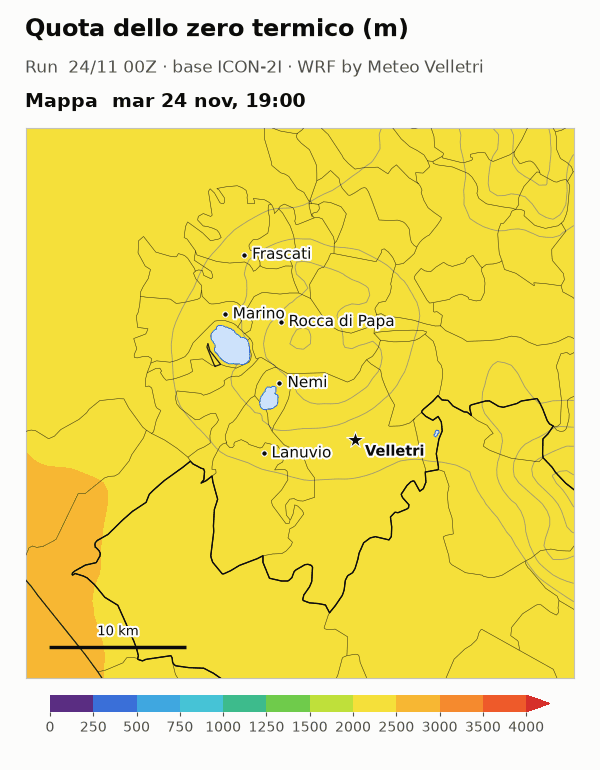 Quota dello zero termico (m)
Run 24/11 00Z · base ICON-2I · WRF by Meteo Velletri
Mappa mar 24 nov, 19:00
Frascati
Marino
Rocca di Papa
Nemi
Velletri
Lanuvio
10 km
0 250 500 750 1000 1250 1500 2000 2500 3000 3500 4000